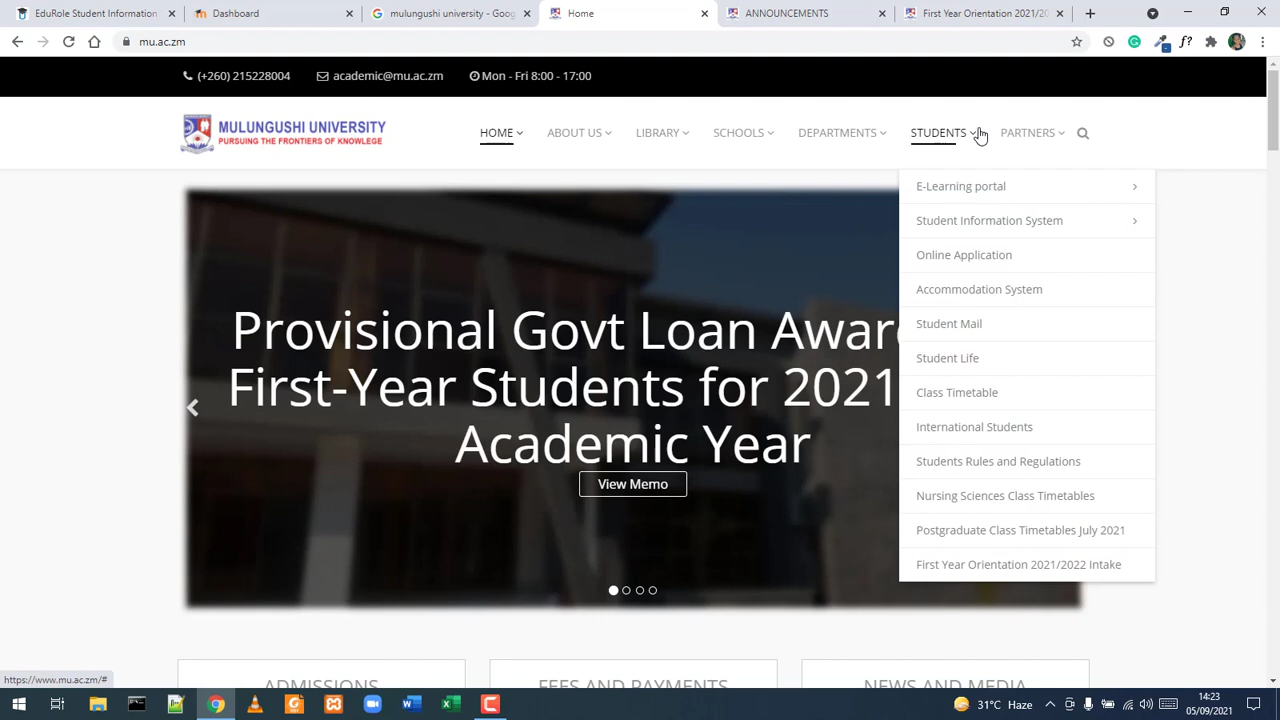 EduRole Student Information
Dashboard
mulungushi university - Goog
Home
ANNOUNCEMENTS
First Year Orientation 2021/20
mu.ac.zm
(+260) 215228004
academic@mu.ac.zm
Mon - Fri 8:00 - 17:00
MULUNGUSHI UNIVERSITY
PURSUING THE FRONTIERS OF KNOWLEGE
HOME
ABOUT US
LIBRARY
SCHOOLS
DEPARTMENTS
STUDENTS
PARTNERS
E-Learning portal
Student Information System
Online Application
Accommodation System
Student Mail
Student Life
Class Timetable
International Students
Students Rules and Regulations
Nursing Sciences Class Timetables
Postgraduate Class Timetables July 2021
First Year Orientation 2021/2022 Intake
Provisional Govt Loan Awar
First-Year Students for 2021
Academic Year
View Memo
ADMISSIONS
FEES AND PAYMENTS
NEWS AND MEDIA
https://www.mu.ac.zm/#
31°C Haze
14:23
05/09/2021